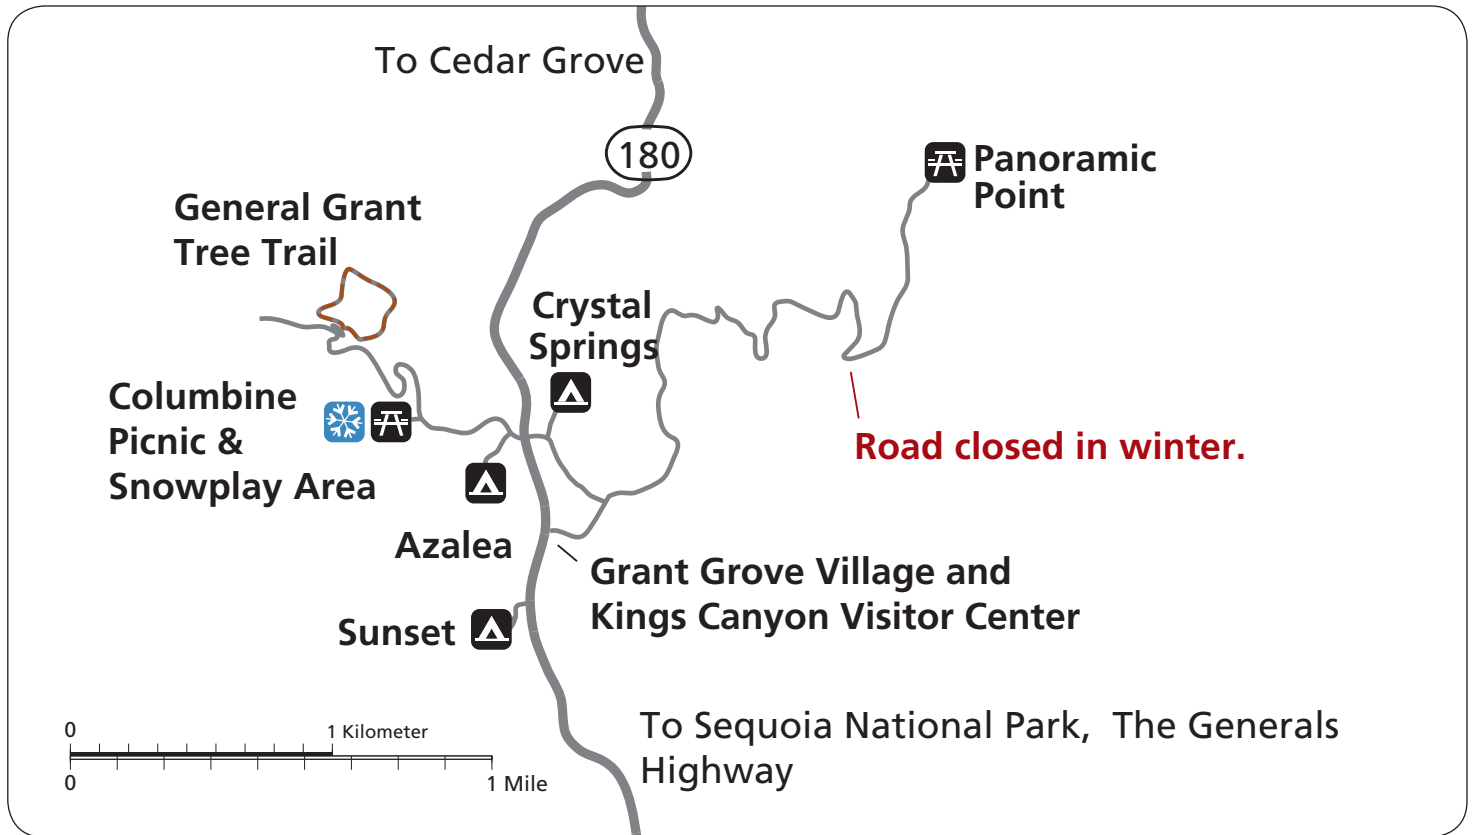 To Cedar Grove
180
Panoramic
Point
General Grant
Tree Trail
Crystal
Springs
Columbine
Picnic &
Snowplay Area
Road closed in winter.
Azalea
Grant Grove Village and
Kings Canyon Visitor Center
Sunset
To Sequoia National Park,  The Generals
Highway
0
1 Kilometer
0
1 Mile